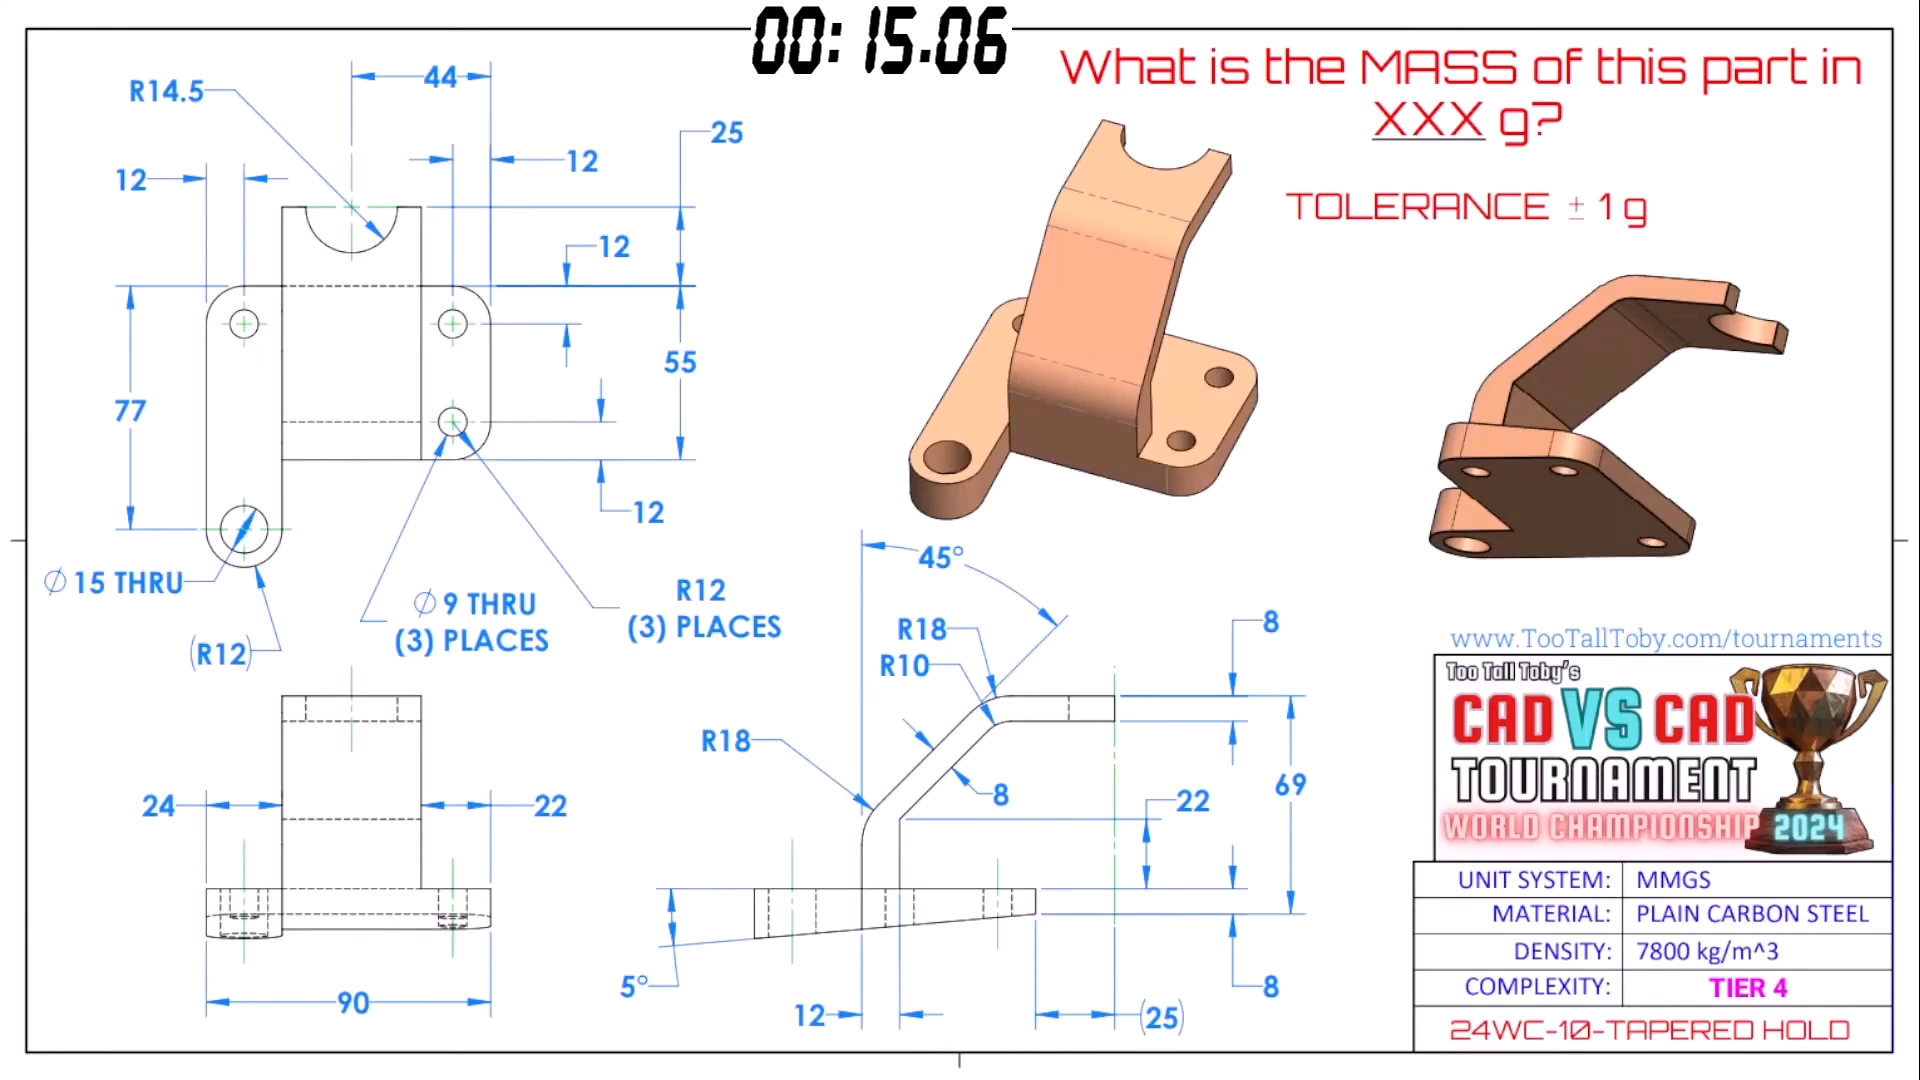 00:15.06
What is the MASS of this part in
XXX g?
TOLERANCE ± 1 g
R14.5
44
25
12
12
12
77
55
12
Ø 15 THRU
(R12)
Ø 9 THRU
(3) PLACES
R12
(3) PLACES
24
22
90
45°
R18
R10
R18
8
8
22
69
5°
12
(25)
8
www.TooTallToby.com/tournaments
Too Tall Toby's
CAD VS CAD
TOURNAMENT
WORLD CHAMPIONSHIP 2024
UNIT SYSTEM: MMGS
MATERIAL: PLAIN CARBON STEEL
DENSITY: 7800 kg/m^3
COMPLEXITY: TIER 4
24WC-10-TAPERED HOLD